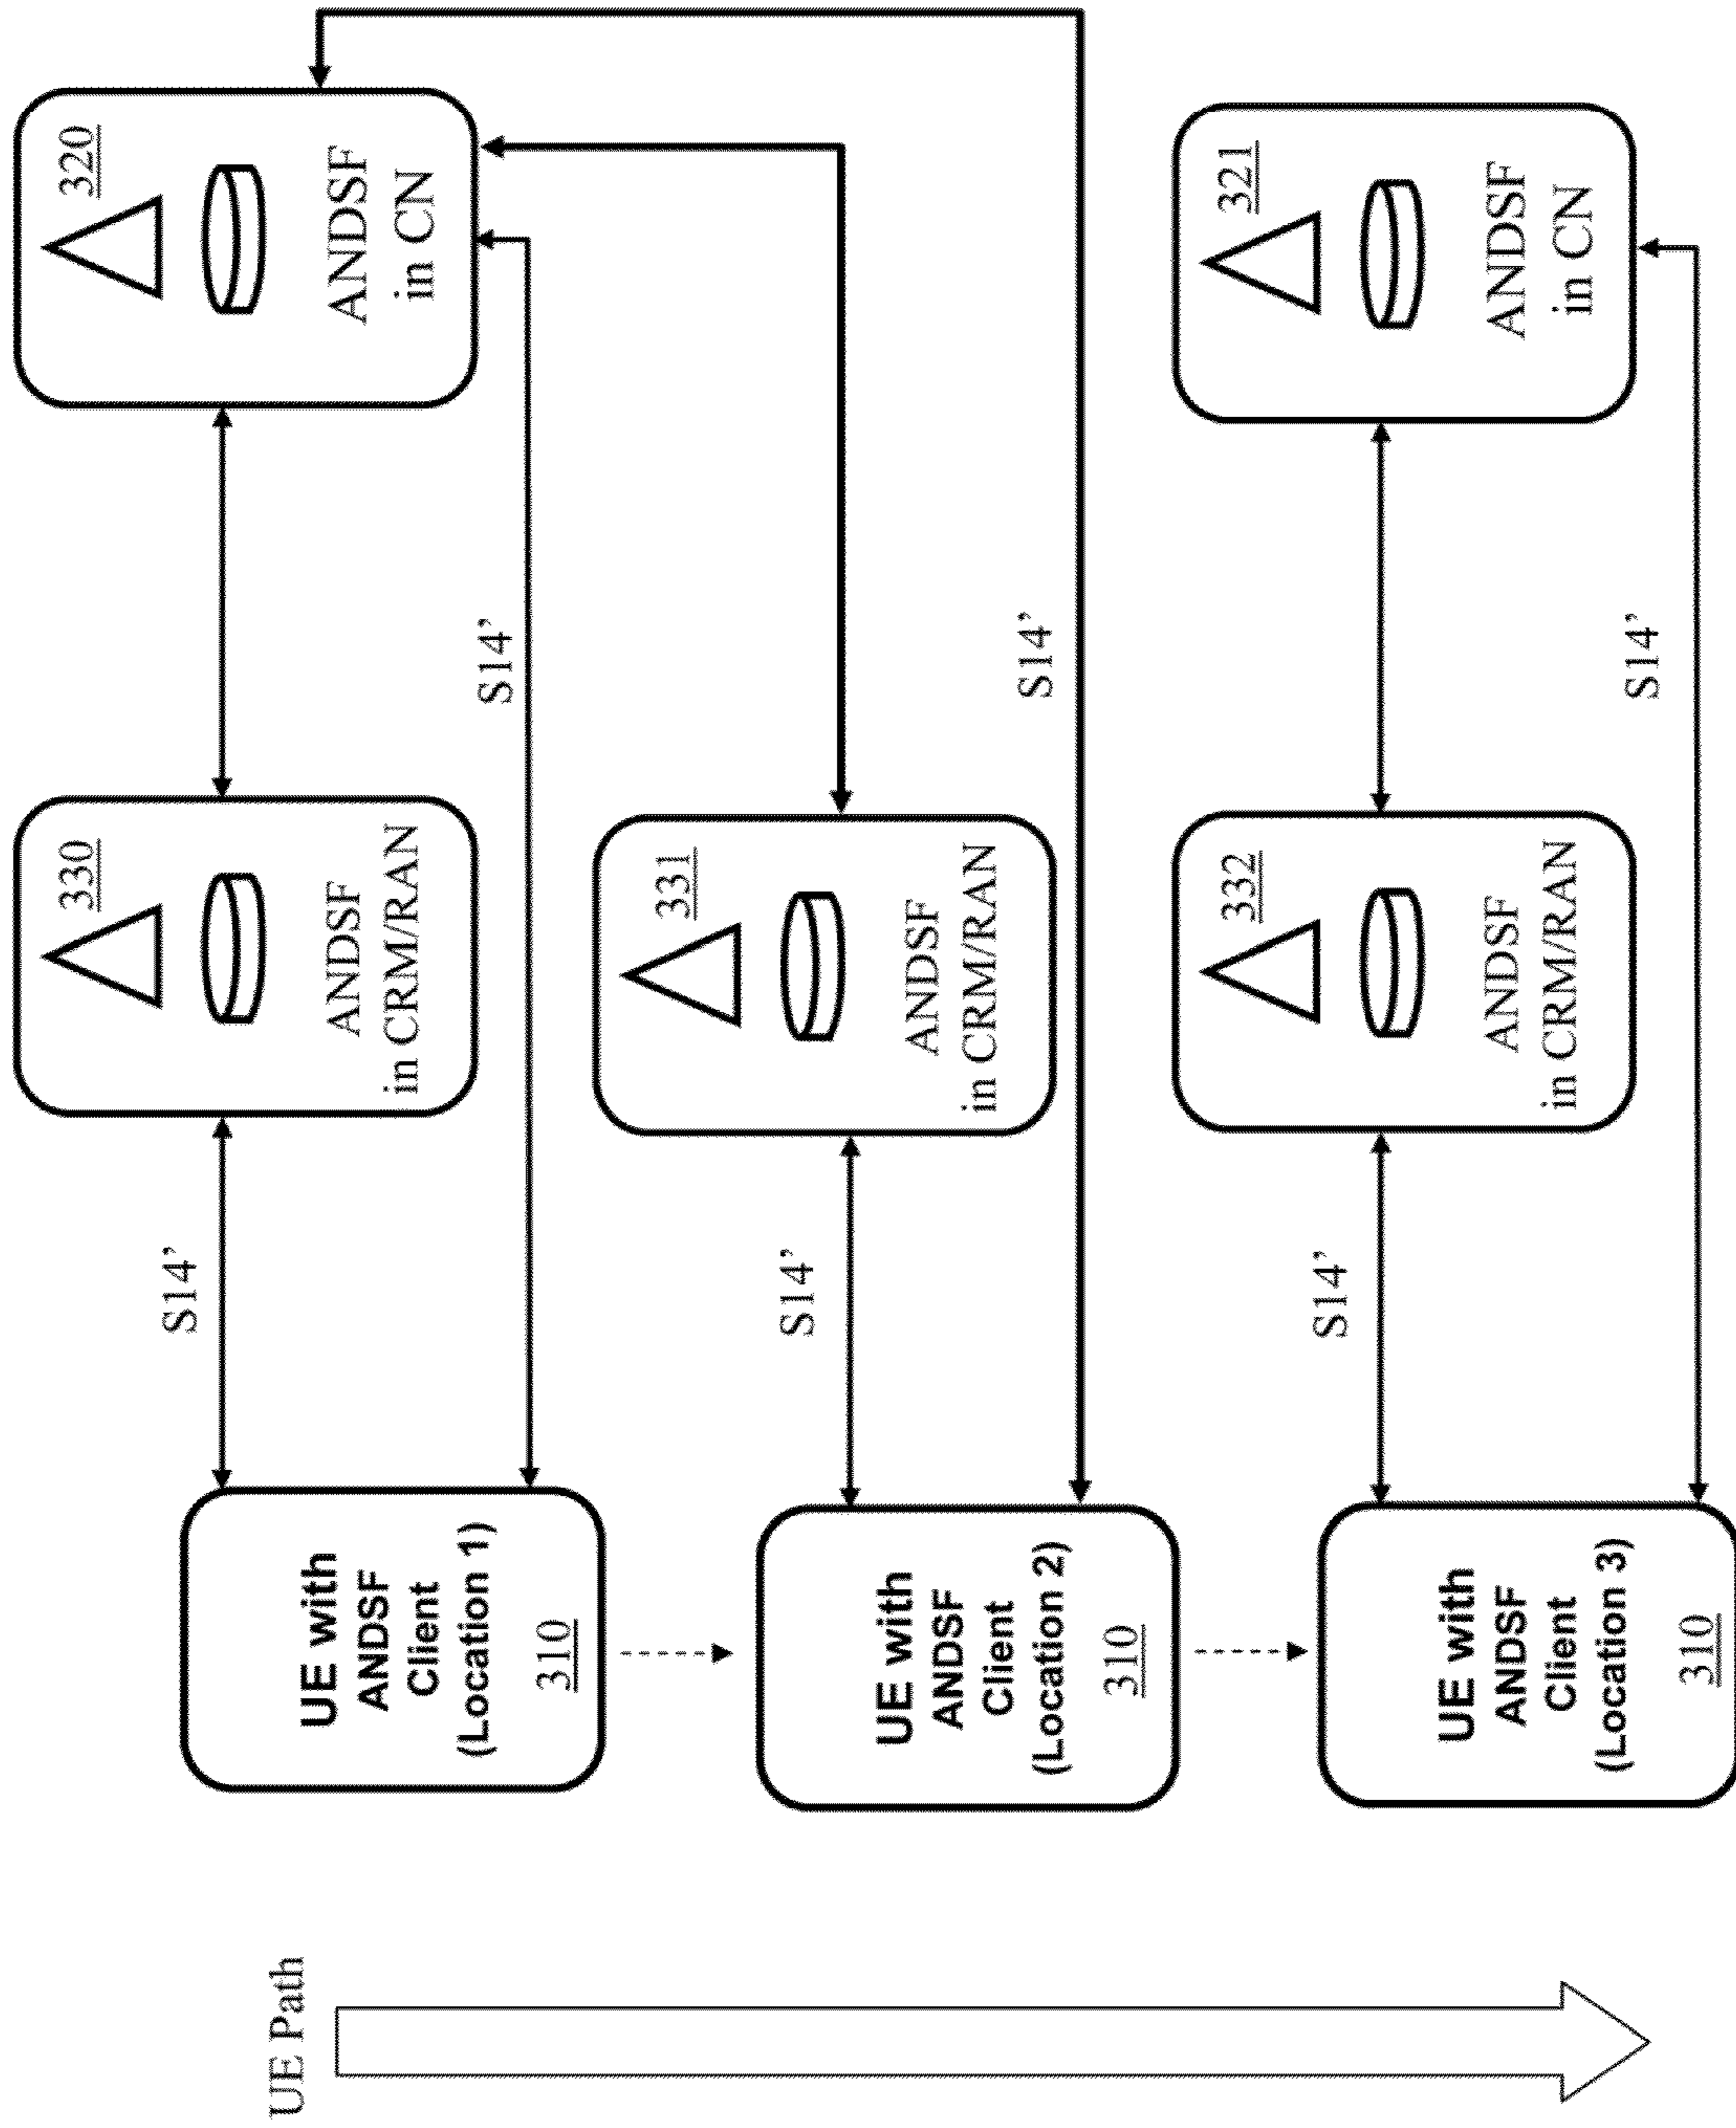 UE Path
UE with
ANDSF
Client
(Location 1)
310
S14’
330
ANDSF
in CRM/RAN
320
ANDSF
in CN
S14’
UE with
ANDSF
Client
(Location 2)
310
S14’
331
ANDSF
in CRM/RAN
S14’
UE with
ANDSF
Client
(Location 3)
310
S14’
332
ANDSF
in CRM/RAN
321
ANDSF
in CN
S14’